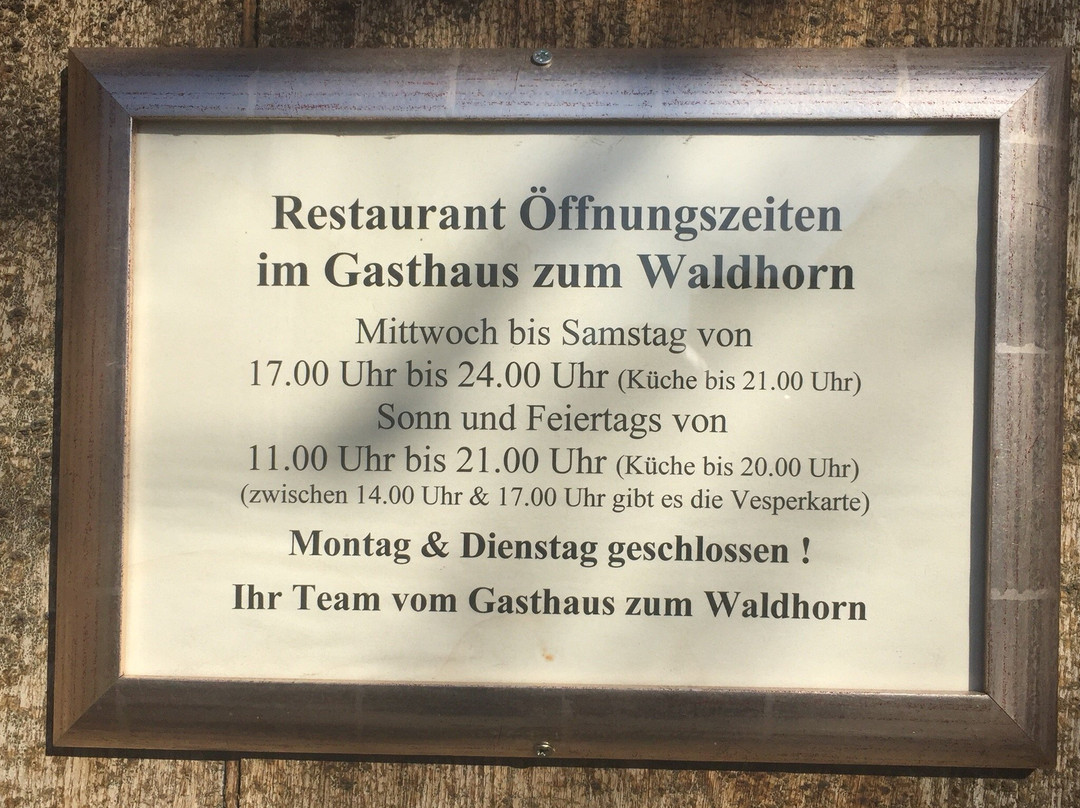 Restaurant Öffnungszeiten
im Gasthaus zum Waldhorn
Mittwoch bis Samstag von
17.00 Uhr bis 24.00 Uhr (Küche bis 21.00 Uhr)
Sonn und Feiertags von
11.00 Uhr bis 21.00 Uhr (Küche bis 20.00 Uhr)
(zwischen 14.00 Uhr & 17.00 Uhr gibt es die Vesperkarte)
Montag & Dienstag geschlossen !
Ihr Team vom Gasthaus zum Waldhorn